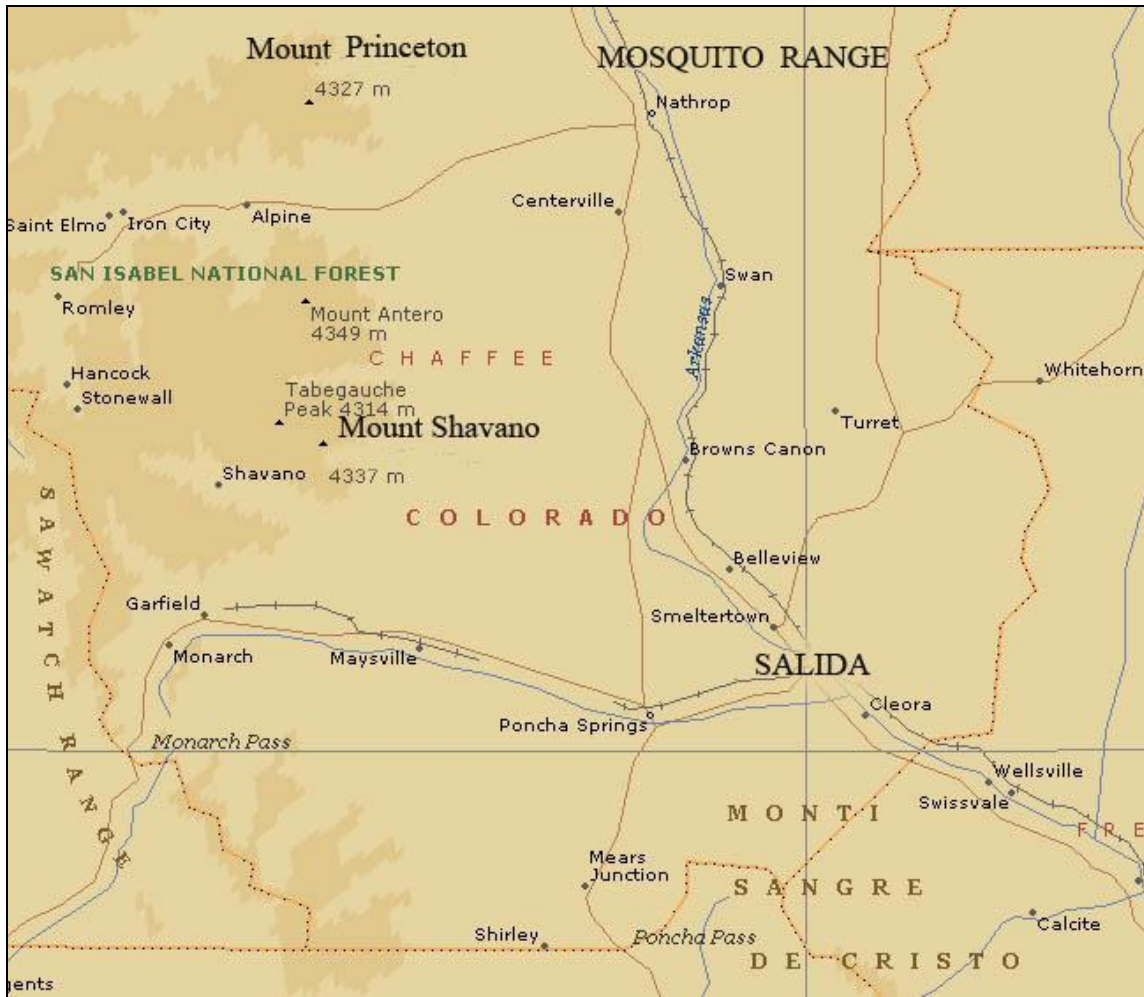 Mount Princeton
4327 m
MOSQUITO RANGE
Nathrop
Centerville
Saint Elmo
Iron City
Alpine
SAN ISABEL NATIONAL FOREST
Swan
Romley
Mount Antero
4349 m
Arkansas
CHAFFEE
Hancock
Stonewall
Whitehorn
Tabegauche
Peak 4314 m
Mount Shavano
4337 m
Turret
Browns Canon
Shavano
COLORADO
SAWATCH RANGE
Belleview
Garfield
Smeltertown
Monarch
Maysville
SALIDA
Poncha Springs
Cleora
Monarch Pass
Wellsville
Swissvale
MONTI
SANGRE
DE CRISTO
FRE
Mears
Junction
Calcite
Shirley
Poncha Pass
gents